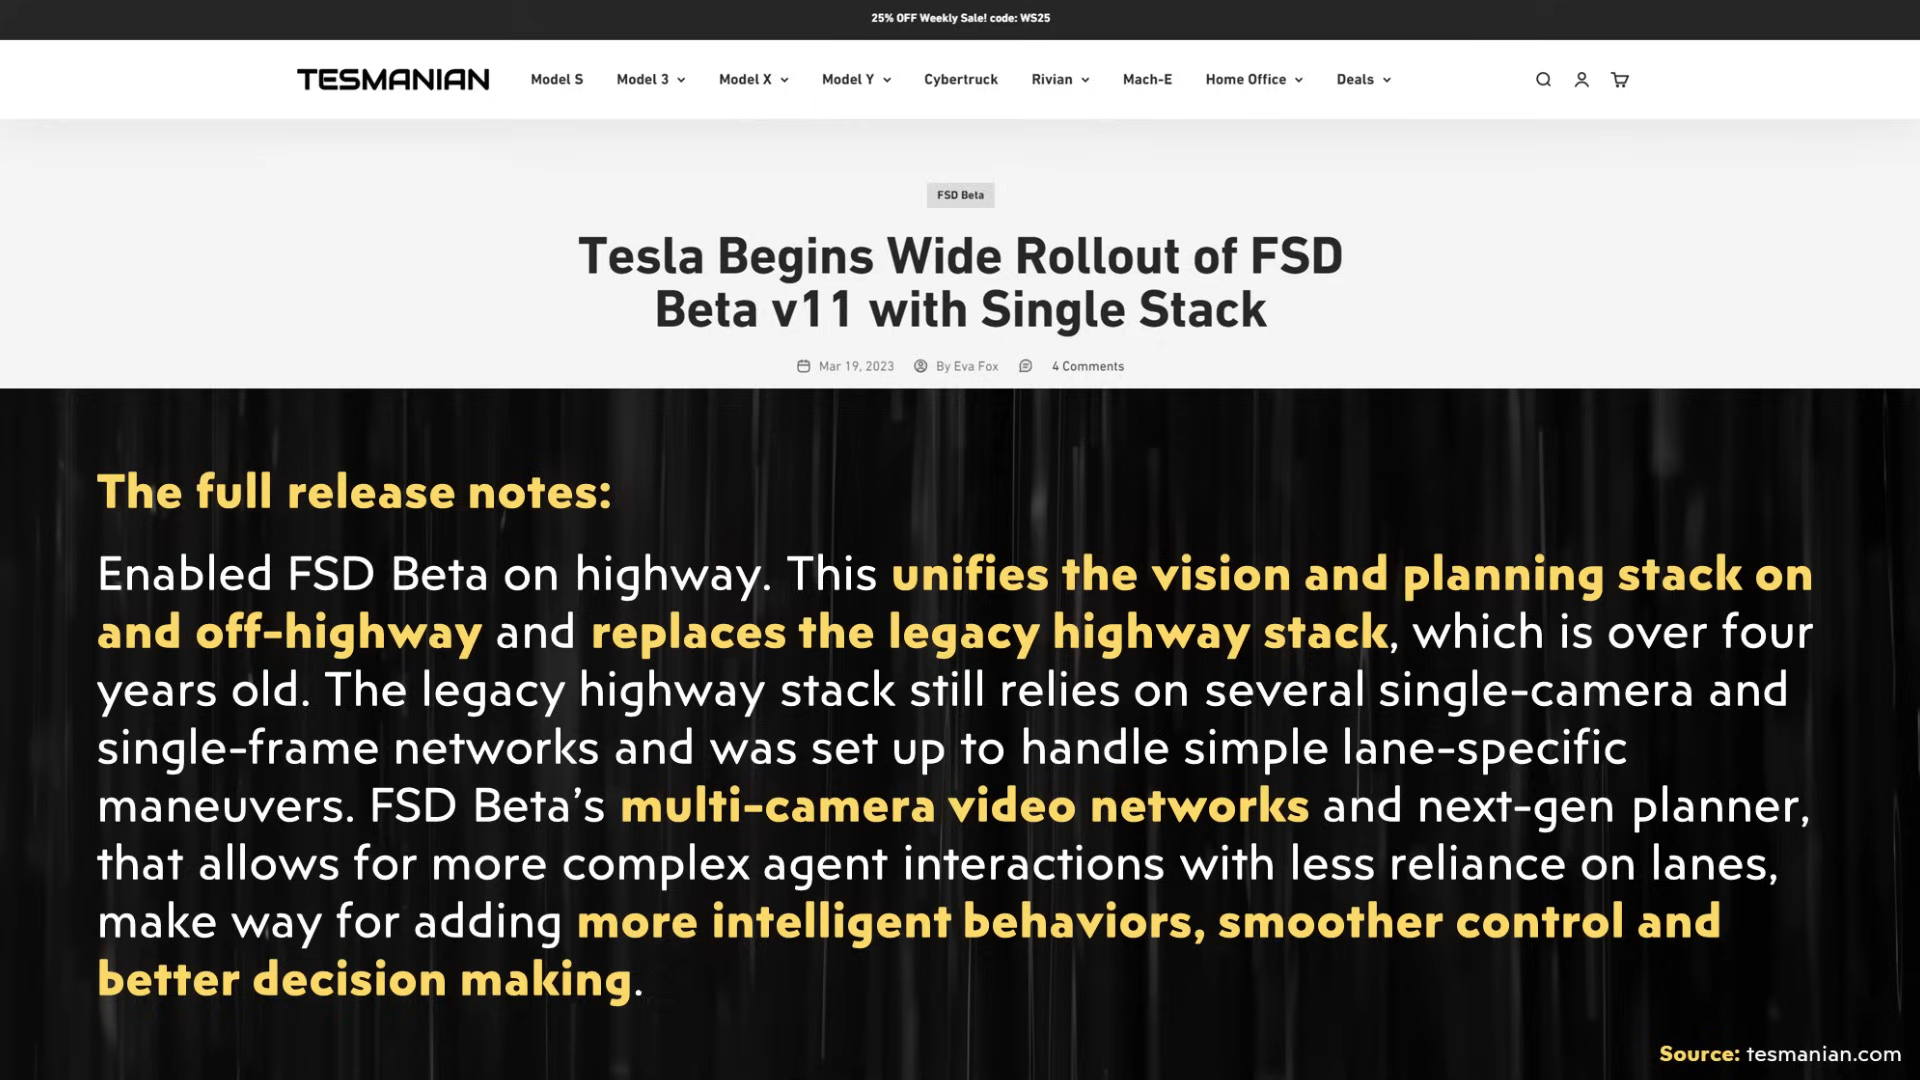 25% OFF Weekly Sale! code: WS25
TESMANIAN Model S Model 3 Model X Model Y Cybertruck Rivian Mach-E Home Office Deals
FSD Beta
Tesla Begins Wide Rollout of FSD
Beta v11 with Single Stack
Mar 19, 2023 By Eva Fox 4 Comments
The full release notes:
Enabled FSD Beta on highway. This unifies the vision and planning stack on
and off-highway and replaces the legacy highway stack, which is over four
years old. The legacy highway stack still relies on several single-camera and
single-frame networks and was set up to handle simple lane-specific
maneuvers. FSD Beta’s multi-camera video networks and next-gen planner,
that allows for more complex agent interactions with less reliance on lanes,
make way for adding more intelligent behaviors, smoother control and
better decision making.
Source: tesmanian.com